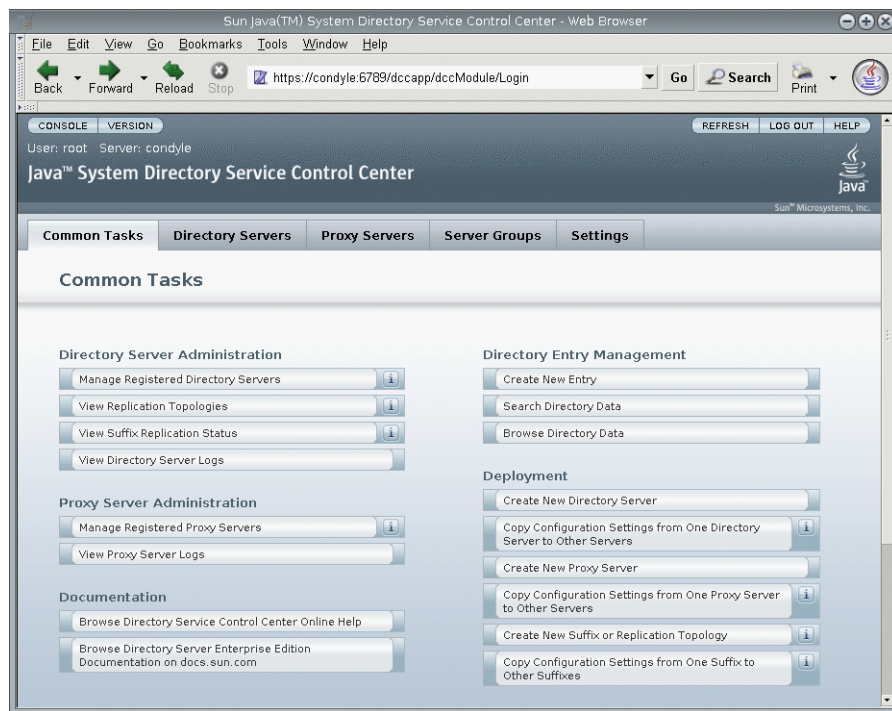 Sun Java(TM) System Directory Service Control Center - Web Browser
File Edit View Go Bookmarks Tools Window Help
Back Forward Reload Stop https://condyle:6789/dccapp/dccModule/Login Go Search Print
CONSOLE VERSION REFRESH LOG OUT HELP
User: root Server: condyle
Java™ System Directory Service Control Center
Java™
Sun™ Microsystems, Inc.
Common Tasks Directory Servers Proxy Servers Server Groups Settings
Common Tasks
Directory Server Administration
Manage Registered Directory Servers
View Replication Topologies
View Suffix Replication Status
View Directory Server Logs
Proxy Server Administration
Manage Registered Proxy Servers
View Proxy Server Logs
Documentation
Browse Directory Service Control Center Online Help
Browse Directory Server Enterprise Edition
Documentation on docs.sun.com
Directory Entry Management
Create New Entry
Search Directory Data
Browse Directory Data
Deployment
Create New Directory Server
Copy Configuration Settings from One Directory
Server to Other Servers
Create New Proxy Server
Copy Configuration Settings from One Proxy Server
to Other Servers
Create New Suffix or Replication Topology
Copy Configuration Settings from One Suffix to
Other Suffixes